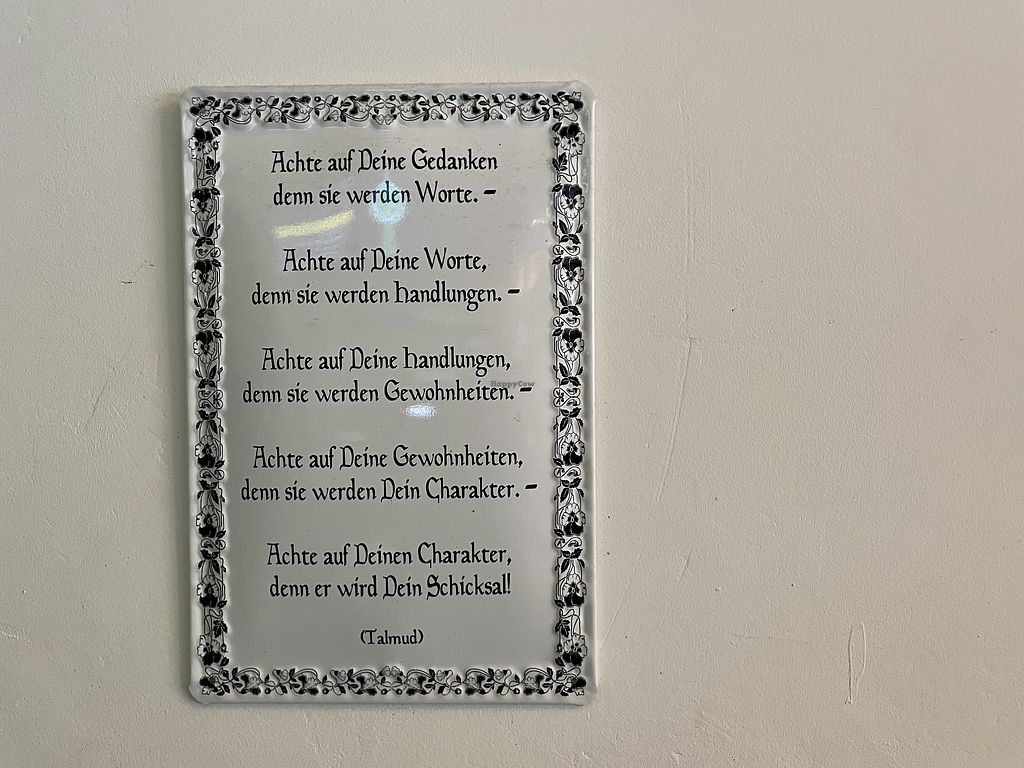 Achte auf Deine Gedanken
denn sie werden Worte. –
Achte auf Deine Worte,
denn sie werden Handlungen. –
Achte auf Deine Handlungen,
denn sie werden Gewohnheiten. –
HappyCow
Achte auf Deine Gewohnheiten,
denn sie werden Dein Charakter. –
Achte auf Deinen Charakter,
denn er wird Dein Schicksal!
(Talmud)